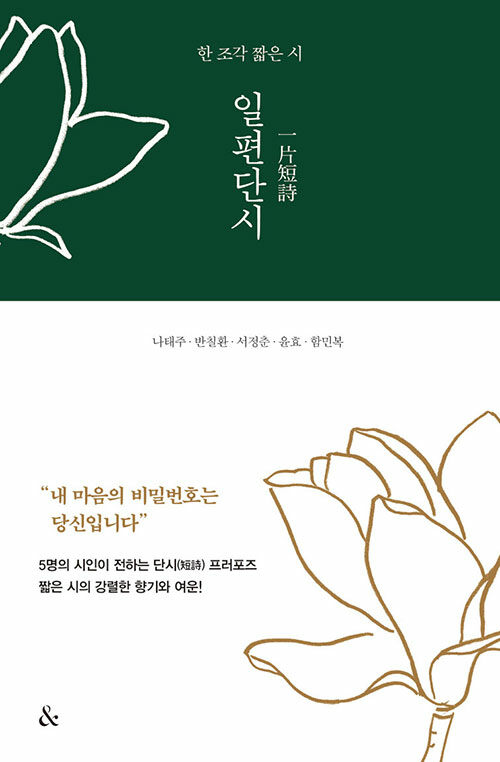 한 조각 짧은 시
일편단시
一片短詩
나태주 · 반칠환 · 서정춘 · 윤효 · 함민복
“내 마음의 비밀번호는
당신입니다”
5명의 시인이 전하는 단시(短詩) 프러포즈
짧은 시의 강렬한 향기와 여운!
&